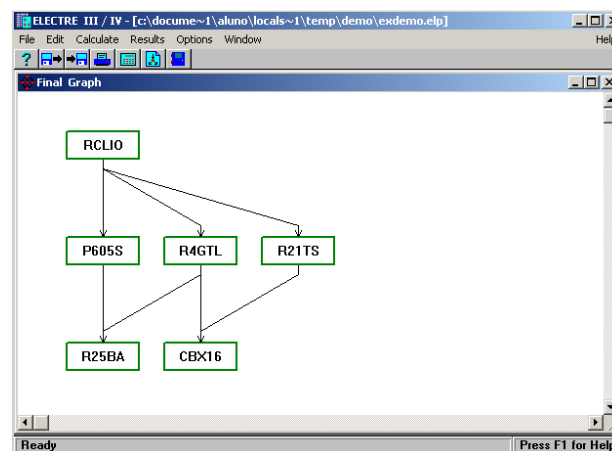 ELECTRE III / IV - [c:\docume~1\aluno\locals~1\temp\demo\exdemo.elp]
File Edit Calculate Results Options Window Help
?
Final Graph
RCLIO
P605S R4GTL R21TS
R25BA CBX16
Ready Press F1 for Help